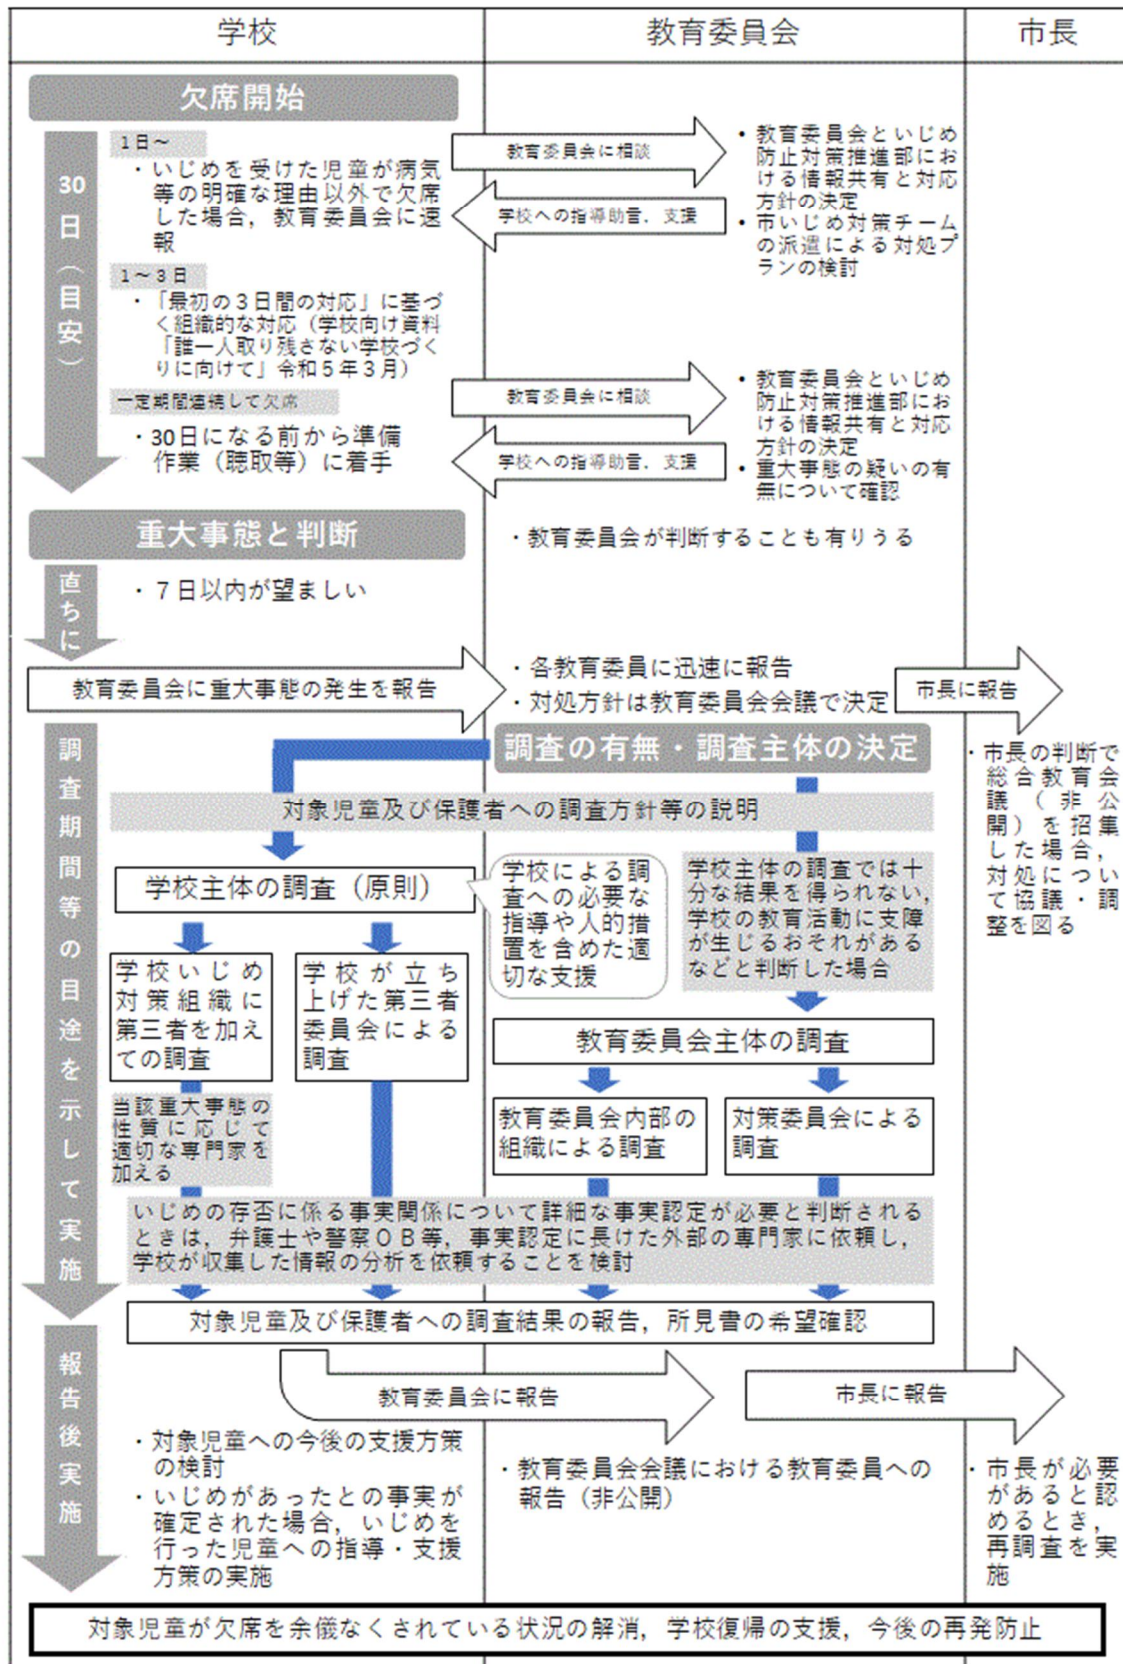 学校
教育委員会
市長
欠席開始
30日（目安）
1日～
・いじめを受けた児童が病気
等の明確な理由以外で欠席
した場合，教育委員会に速
報
教育委員会に相談
学校への指導助言，支援
・教育委員会といじめ
防止対策推進部にお
ける情報共有と対応
方針の決定
・市いじめ対策チーム
の派遣による対処プ
ランの検討
1～3日
・「最初の３日間の対応」に基づ
く組織的な対応（学校向け資料
「誰一人取り残さない学校づく
りに向けて」令和５年３月）
一定期間連続して欠席
・30日になる前から準備
作業（聴取等）に着手
教育委員会に相談
学校への指導助言，支援
・教育委員会といじめ
防止対策推進部にお
ける情報共有と対応
方針の決定
・重大事態の疑いの有
無について確認
重大事態と判断
・教育委員会が判断することも有りうる
直ちに
・７日以内が望ましい
教育委員会に重大事態の発生を報告
・各教育委員に迅速に報告
・対処方針は教育委員会会議で決定
市長に報告
調査期間等の目途を示して実施
調査の有無・調査主体の決定
・市長の判断で
総合教育会
議（非公
開）を招集
した場合，
対処につい
て協議・調
整を図る
対象児童及び保護者への調査方針等の説明
学校主体の調査（原則）
学校による調
査への必要な
指導や人的措
置を含めた適
切な支援
学校主体の調査では十
分な結果を得られない，
学校の教育活動に支障
が生じるおそれがある
などと判断した場合
学校いじめ
対策組織に
第三者を加え
ての調査
学校が立ち
上げた第三者
委員会による
調査
教育委員会主体の調査
当該重大事態の
性質に応じて
適切な専門家を
加える
教育委員会内部の
組織による調査
対策委員会による
調査
いじめの存否に係る事実関係について詳細な事実認定が必要と判断される
ときは，弁護士や警察ＯＢ等，事実認定に長けた外部の専門家に依頼し，
学校が収集した情報の分析を依頼することを検討
対象児童及び保護者への調査結果の報告，所見書の希望確認
報告後実施
教育委員会に報告
市長に報告
・対象児童への今後の支援方策
の検討
・いじめがあったとの事実が
確定された場合，いじめを
行った児童への指導・支援
方策の実施
・教育委員会会議における教育委員への
報告（非公開）
・市長が必要
があると認
めるとき，
再調査を実
施
対象児童が欠席を余儀なくされている状況の解消，学校復帰の支援，今後の再発防止